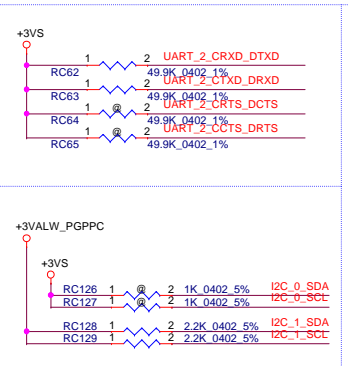 +3VS
1 2 UART_2_CRXD_DTXD
RC62 49.9K_0402_1%
1 2 UART_2_CTXD_DRXD
RC63 49.9K_0402_1%
1 @ 2 UART_2_CRTS_DCTS
RC64 49.9K_0402_1%
1 @ 2 UART_2_CCTS_DRTS
RC65 49.9K_0402_1%
+3VALW_PGPPC
+3VS
RC126 1 @ 2 1K_0402_5% I2C_0_SDA
RC127 1 @ 2 1K_0402_5% I2C_0_SCL
RC128 1 2 2.2K_0402_5% I2C_1_SDA
RC129 1 2 2.2K_0402_5% I2C_1_SCL